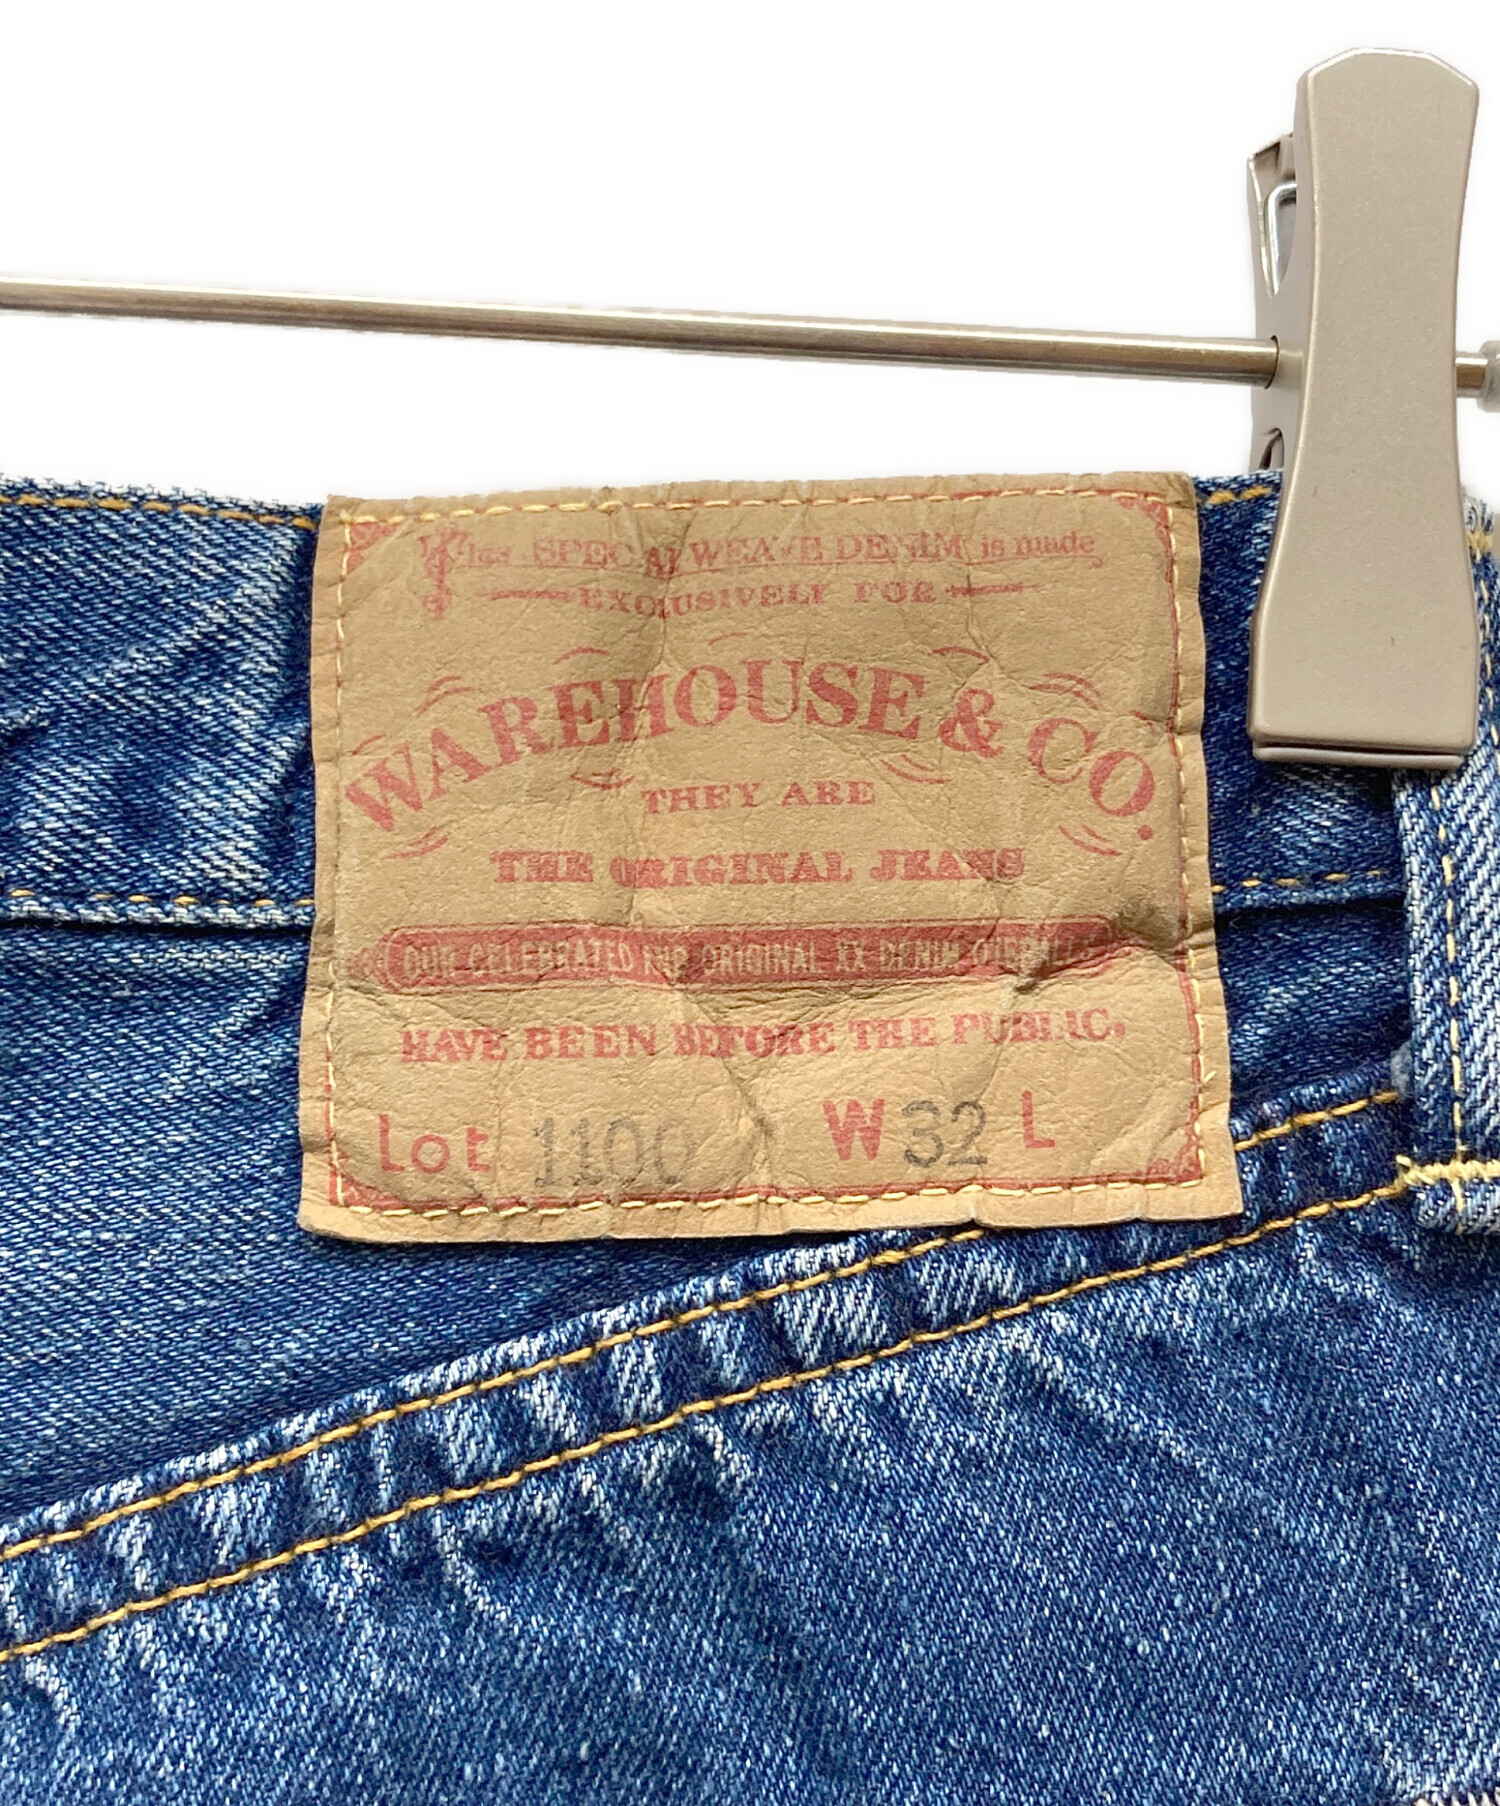 This SPECIAL WEAVE DENIM is made
EXCLUSIVELY FOR
WAREHOUSE & CO.
THEY ARE
THE ORIGINAL JEANS
OUR CELEBRATED AND ORIGINAL XX DENIM OVERALLS
HAVE BEEN BEFORE THE PUBLIC.
Lot 1100 W 32 L